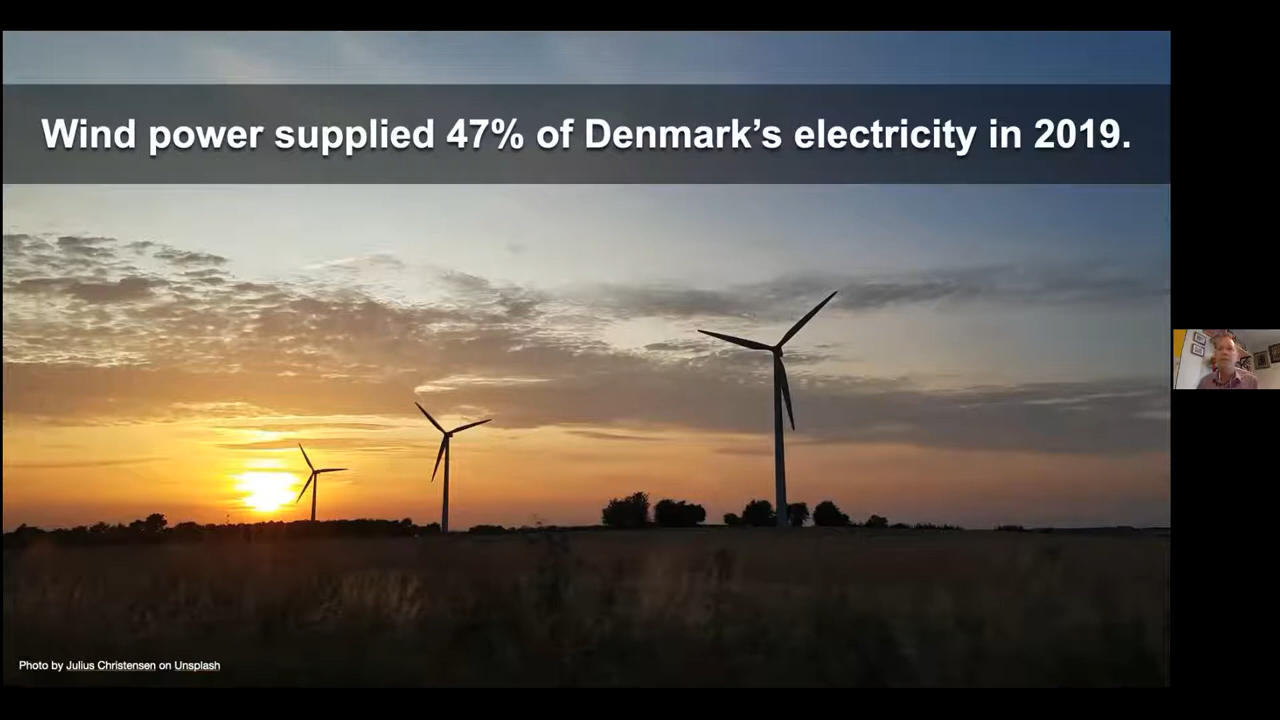 Wind power supplied 47% of Denmark’s electricity in 2019.
Photo by Julius Christensen on Unsplash